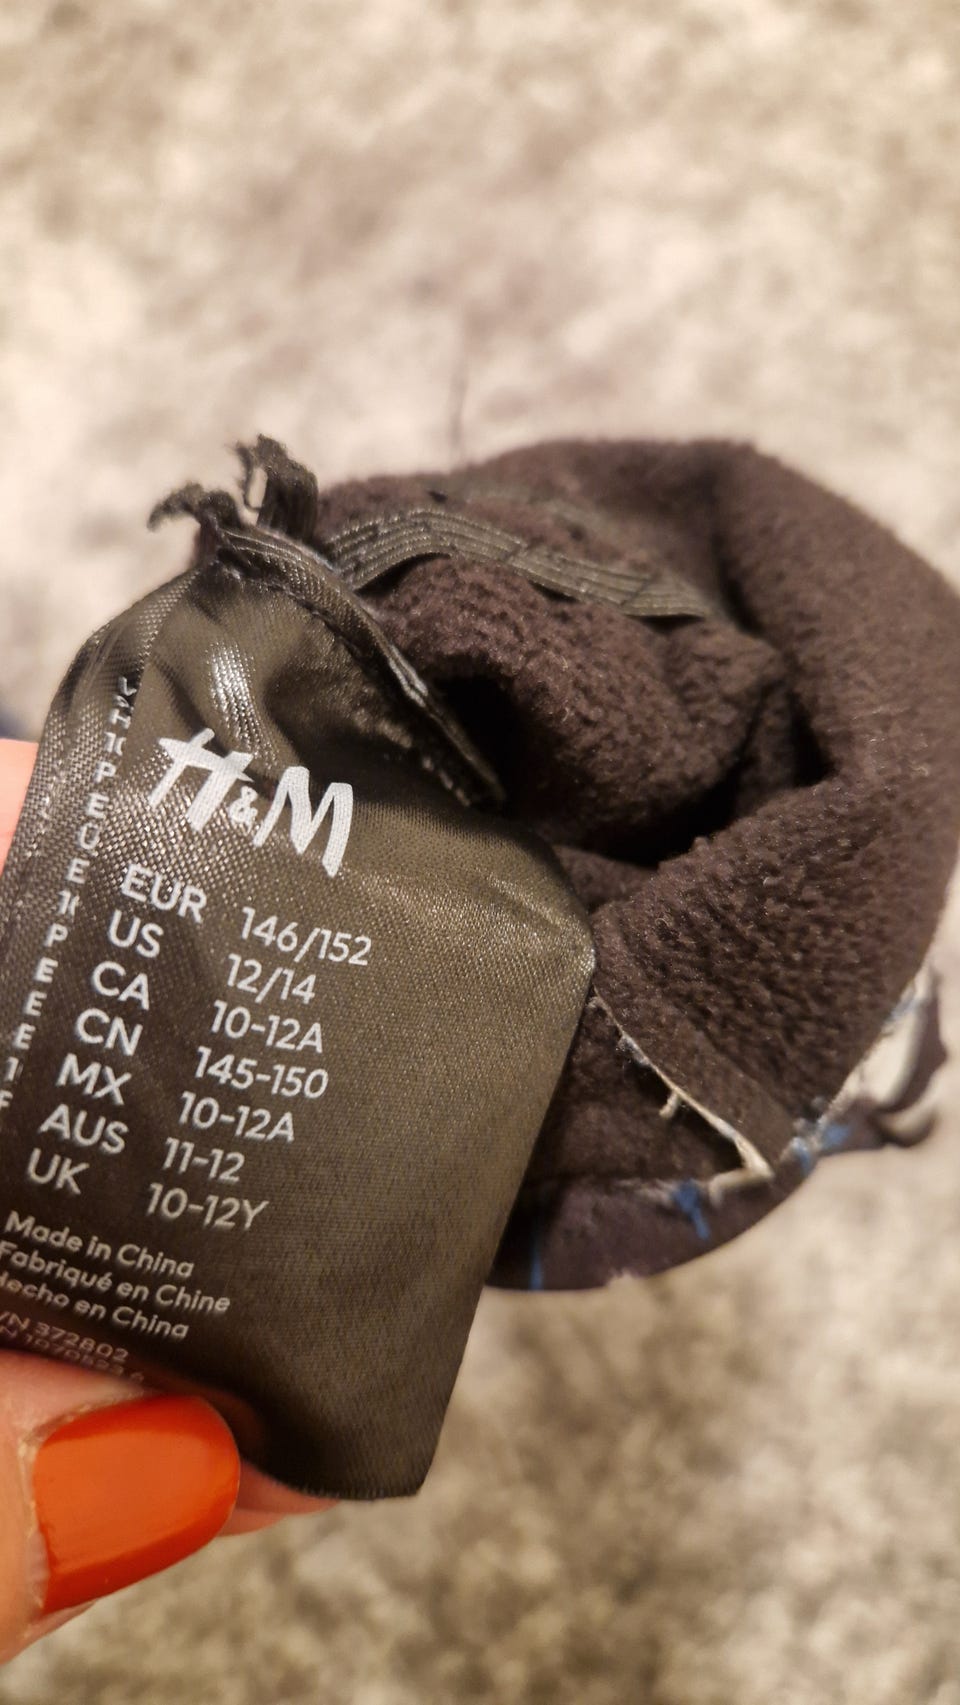 H&M
EUR 146/152
US 12/14
CA 10-12A
CN 145-150
MX 10-12A
AUS 11-12
UK 10-12Y
Made in China
Fabriqué en Chine
Hecho en China
372802